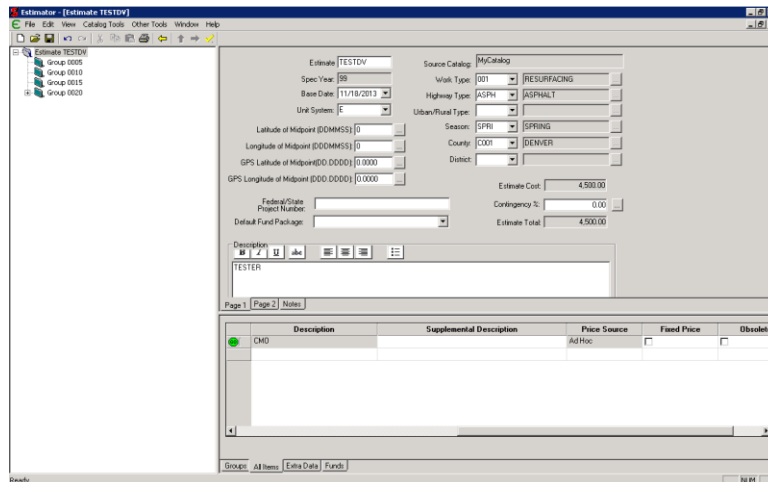 Estimator - [Estimate TESTDV]
File Edit View Catalog Tools Other Tools Window Help
Estimate TESTDV
Group 0005
Group 0010
Group 0015
Group 0020
Estimate TESTDV
Spec Year: 99
Base Date: 11/18/2013
Unit System: E
Latitude of Midpoint (DDMMSS): 0
Longitude of Midpoint (DDMMSS): 0
GPS Latitude of Midpoint(DD.DDDD): 0.0000
GPS Longitude of Midpoint (DDD.DDDD): 0.0000
Source Catalog: MyCatalog
Work Type: 001 RESURFACING
Highway Type: ASPH ASPHALT
Urban/Rural Type:
Season: SPRI SPRING
County: C001 DENVER
District:
Estimate Cost: 4,500.00
Contingency %: 0.00
Estimate Total: 4,500.00
Federal/State
Project Number:
Default Fund Package:
Description
B I U abc
TESTER
Page 1 Page 2 Notes
Description Supplemental Description Price Source Fixed Price Obsolet
CMO Ad Hoc
Groups All Items Extra Data Funds
Ready NUM